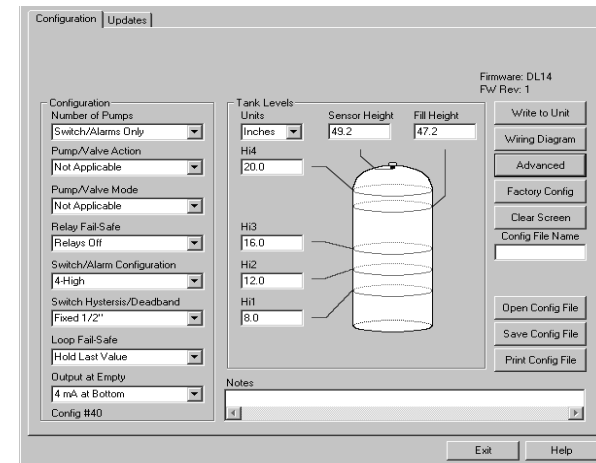 Configuration
Updates
Firmware: DL14
FW Rev: 1
Configuration
Number of Pumps
Switch/Alarms Only
Pump/Valve Action
Not Applicable
Pump/Valve Mode
Not Applicable
Relay Fail-Safe
Relays Off
Switch/Alarm Configuration
4-High
Switch Hystersis/Deadband
Fixed 1/2"
Loop Fail-Safe
Hold Last Value
Output at Empty
4 mA at Bottom
Config #40
Tank Levels
Units
Inches
Sensor Height
49.2
Fill Height
47.2
Hi4
20.0
Hi3
16.0
Hi2
12.0
Hi1
8.0
Notes
Write to Unit
Wiring Diagram
Advanced
Factory Config
Clear Screen
Config File Name
Open Config File
Save Config File
Print Config File
Exit
Help